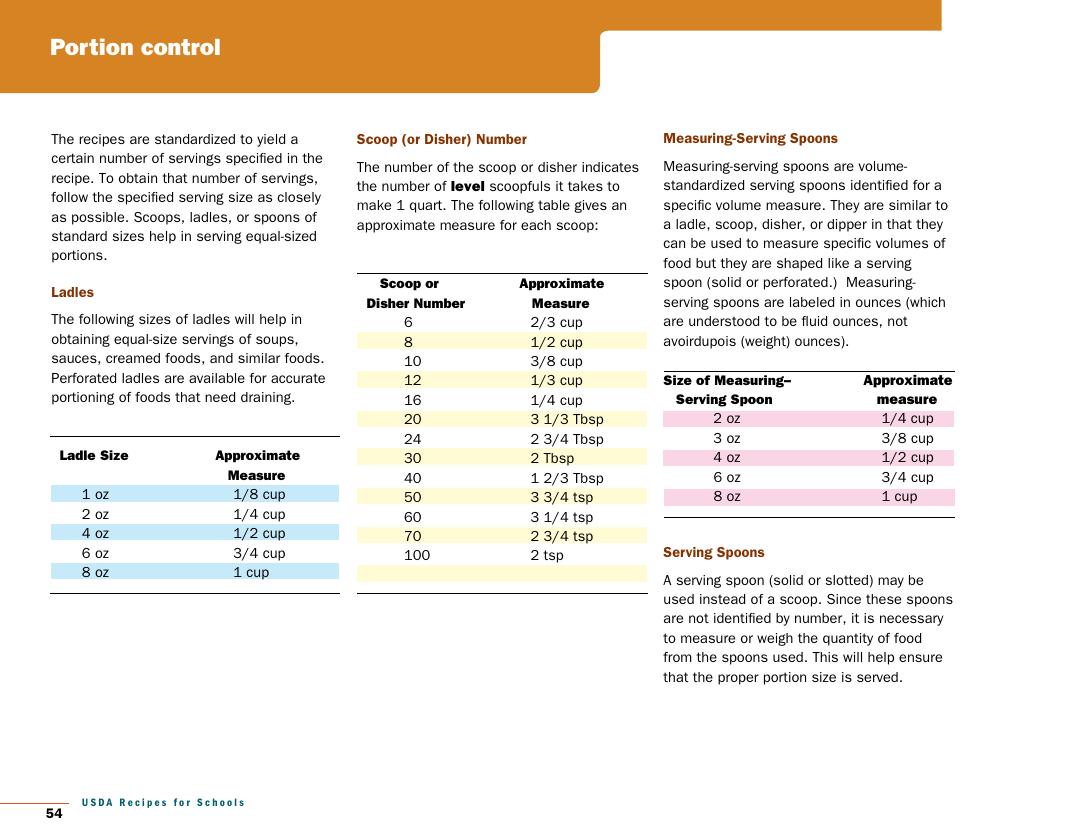 Portion control
The recipes are standardized to yield a
certain number of servings specified in the
recipe. To obtain that number of servings,
follow the specified serving size as closely
as possible. Scoops, ladles, or spoons of
standard sizes help in serving equal-sized
portions.
Ladles
The following sizes of ladles will help in
obtaining equal-size servings of soups,
sauces, creamed foods, and similar foods.
Perforated ladles are available for accurate
portioning of foods that need draining.
Ladle Size Approximate
Measure
1 oz 1/8 cup
2 oz 1/4 cup
4 oz 1/2 cup
6 oz 3/4 cup
8 oz 1 cup
Scoop (or Disher) Number
The number of the scoop or disher indicates
the number of level scoopfuls it takes to
make 1 quart. The following table gives an
approximate measure for each scoop:
Scoop or Approximate
Disher Number Measure
6 2/3 cup
8 1/2 cup
10 3/8 cup
12 1/3 cup
16 1/4 cup
20 3 1/3 Tbsp
24 2 3/4 Tbsp
30 2 Tbsp
40 1 2/3 Tbsp
50 3 3/4 tsp
60 3 1/4 tsp
70 2 3/4 tsp
100 2 tsp
Measuring-Serving Spoons
Measuring-serving spoons are volume-
standardized serving spoons identified for a
specific volume measure. They are similar to
a ladle, scoop, disher, or dipper in that they
can be used to measure specific volumes of
food but they are shaped like a serving
spoon (solid or perforated.)  Measuring-
serving spoons are labeled in ounces (which
are understood to be fluid ounces, not
avoirdupois (weight) ounces).
Size of Measuring– Approximate
Serving Spoon measure
2 oz 1/4 cup
3 oz 3/8 cup
4 oz 1/2 cup
6 oz 3/4 cup
8 oz 1 cup
Serving Spoons
A serving spoon (solid or slotted) may be
used instead of a scoop. Since these spoons
are not identified by number, it is necessary
to measure or weigh the quantity of food
from the spoons used. This will help ensure
that the proper portion size is served.
USDA Recipes for Schools
54